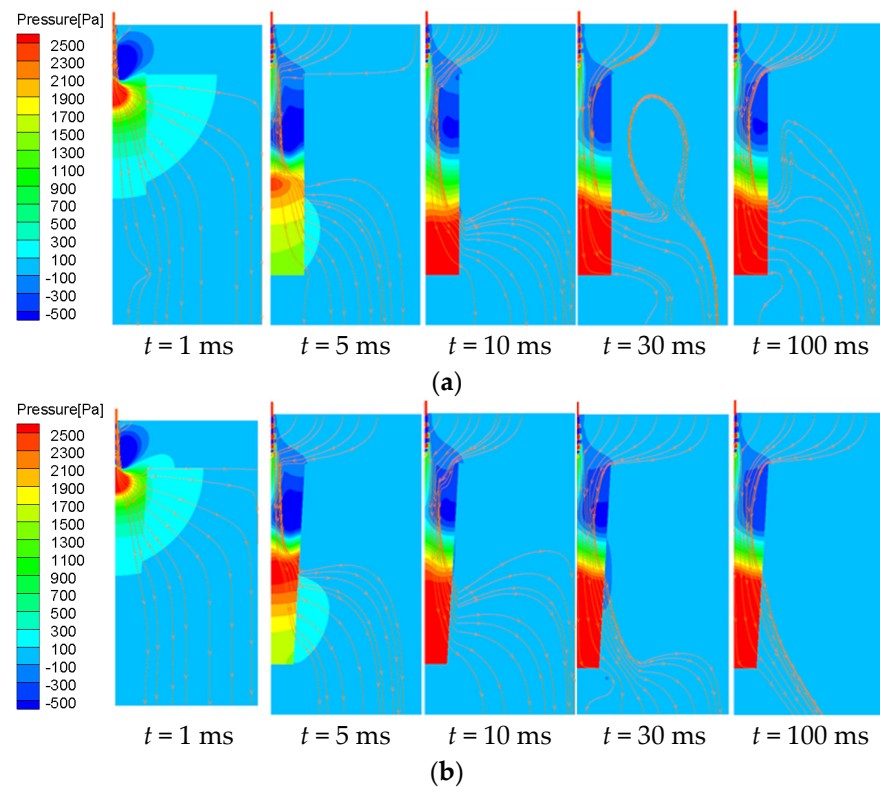 Pressure[Pa]
2500
2300
2100
1900
1700
1500
1300
1100
900
700
500
300
100
-100
-300
-500
t = 1 ms
t = 5 ms
t = 10 ms
t = 30 ms
t = 100 ms
(a)
Pressure[Pa]
2500
2300
2100
1900
1700
1500
1300
1100
900
700
500
300
100
-100
-300
-500
t = 1 ms
t = 5 ms
t = 10 ms
t = 30 ms
t = 100 ms
(b)